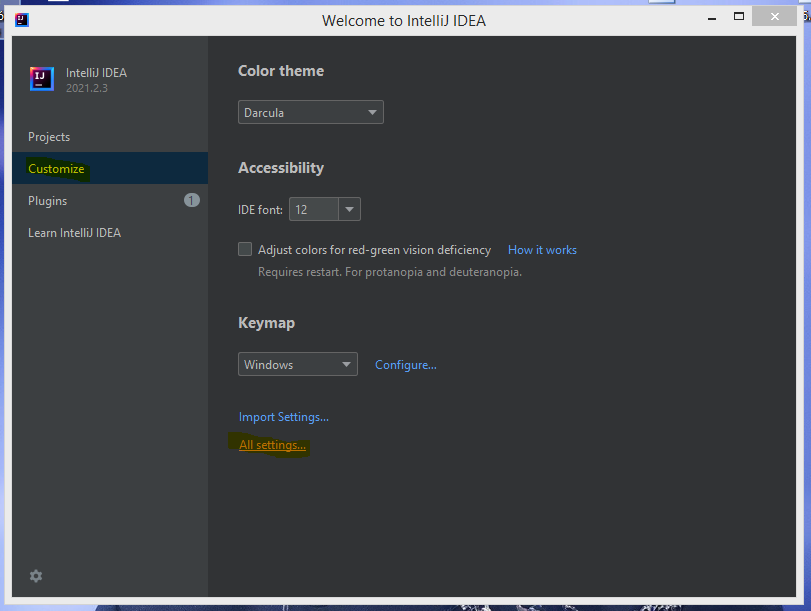 Welcome to IntelliJ IDEA
IJ
IntelliJ IDEA
2021.2.3
Projects
Customize
Plugins
1
Learn IntelliJ IDEA
Color theme
Darcula
Accessibility
IDE font: 12
Adjust colors for red-green vision deficiency How it works
Requires restart. For protanopia and deuteranopia.
Keymap
Windows Configure...
Import Settings...
All settings...